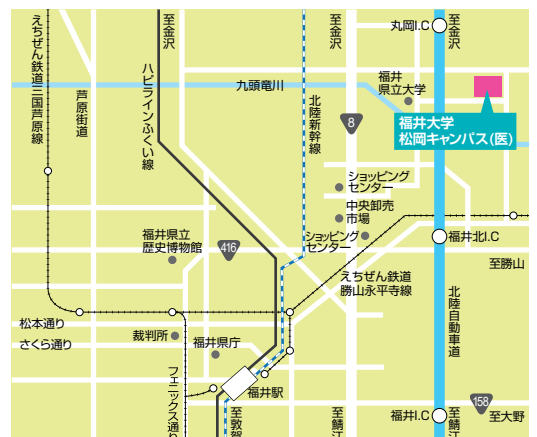 至金沢
至金沢
至金沢
丸岡I.C
えちぜん鉄道三国芦原線
芦原街道
ハピラインふくい線
九頭竜川
北陸新幹線
福井
県立大学
8
福井大学
松岡キャンパス(医)
ショッピング
センター
中央卸売
市場
ショッピング
センター
福井県立
歴史博物館
416
福井北I.C
至勝山
えちぜん鉄道
勝山永平寺線
北陸自動車道
松本通り
さくら通り
裁判所
福井県庁
フェニックス通り
福井駅
至敦賀
至鯖江
福井I.C
至鯖江
158
至大野